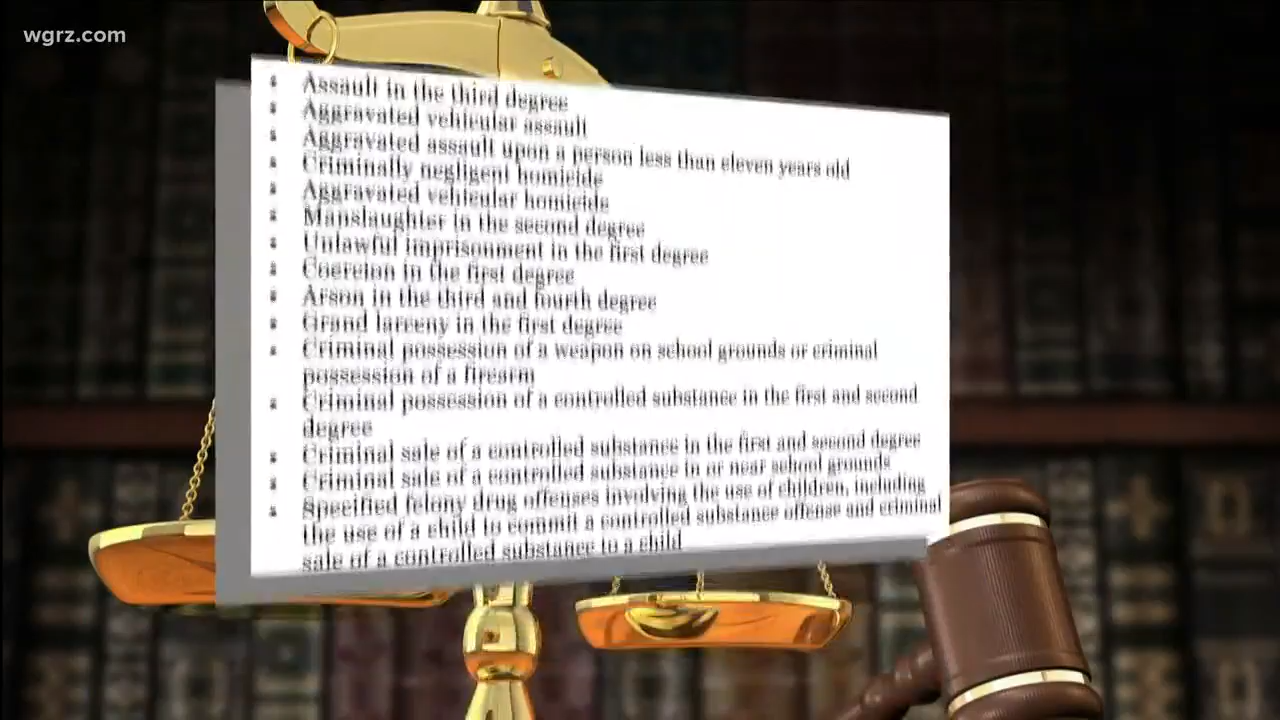 wgrz.com
Assault in the third degree
Aggravated vehicular assault
Aggravated assault upon a person less than eleven years old
Criminally negligent homicide
Aggravated vehicular homicide
Manslaughter in the second degree
Unlawful imprisonment in the first degree
Coercion in the first degree
Arson in the third and fourth degree
Grand larceny in the first degree
Criminal possession of a weapon on school grounds or criminal
possession of a firearm
Criminal possession of a controlled substance in the first and second
degree
Criminal sale of a controlled substance in the first and second degree
Criminal sale of a controlled substance in or near school grounds
Specified felony drug offenses involving the use of children, including
the use of a child to commit a controlled substance offense and criminal
sale of a controlled substance to a child